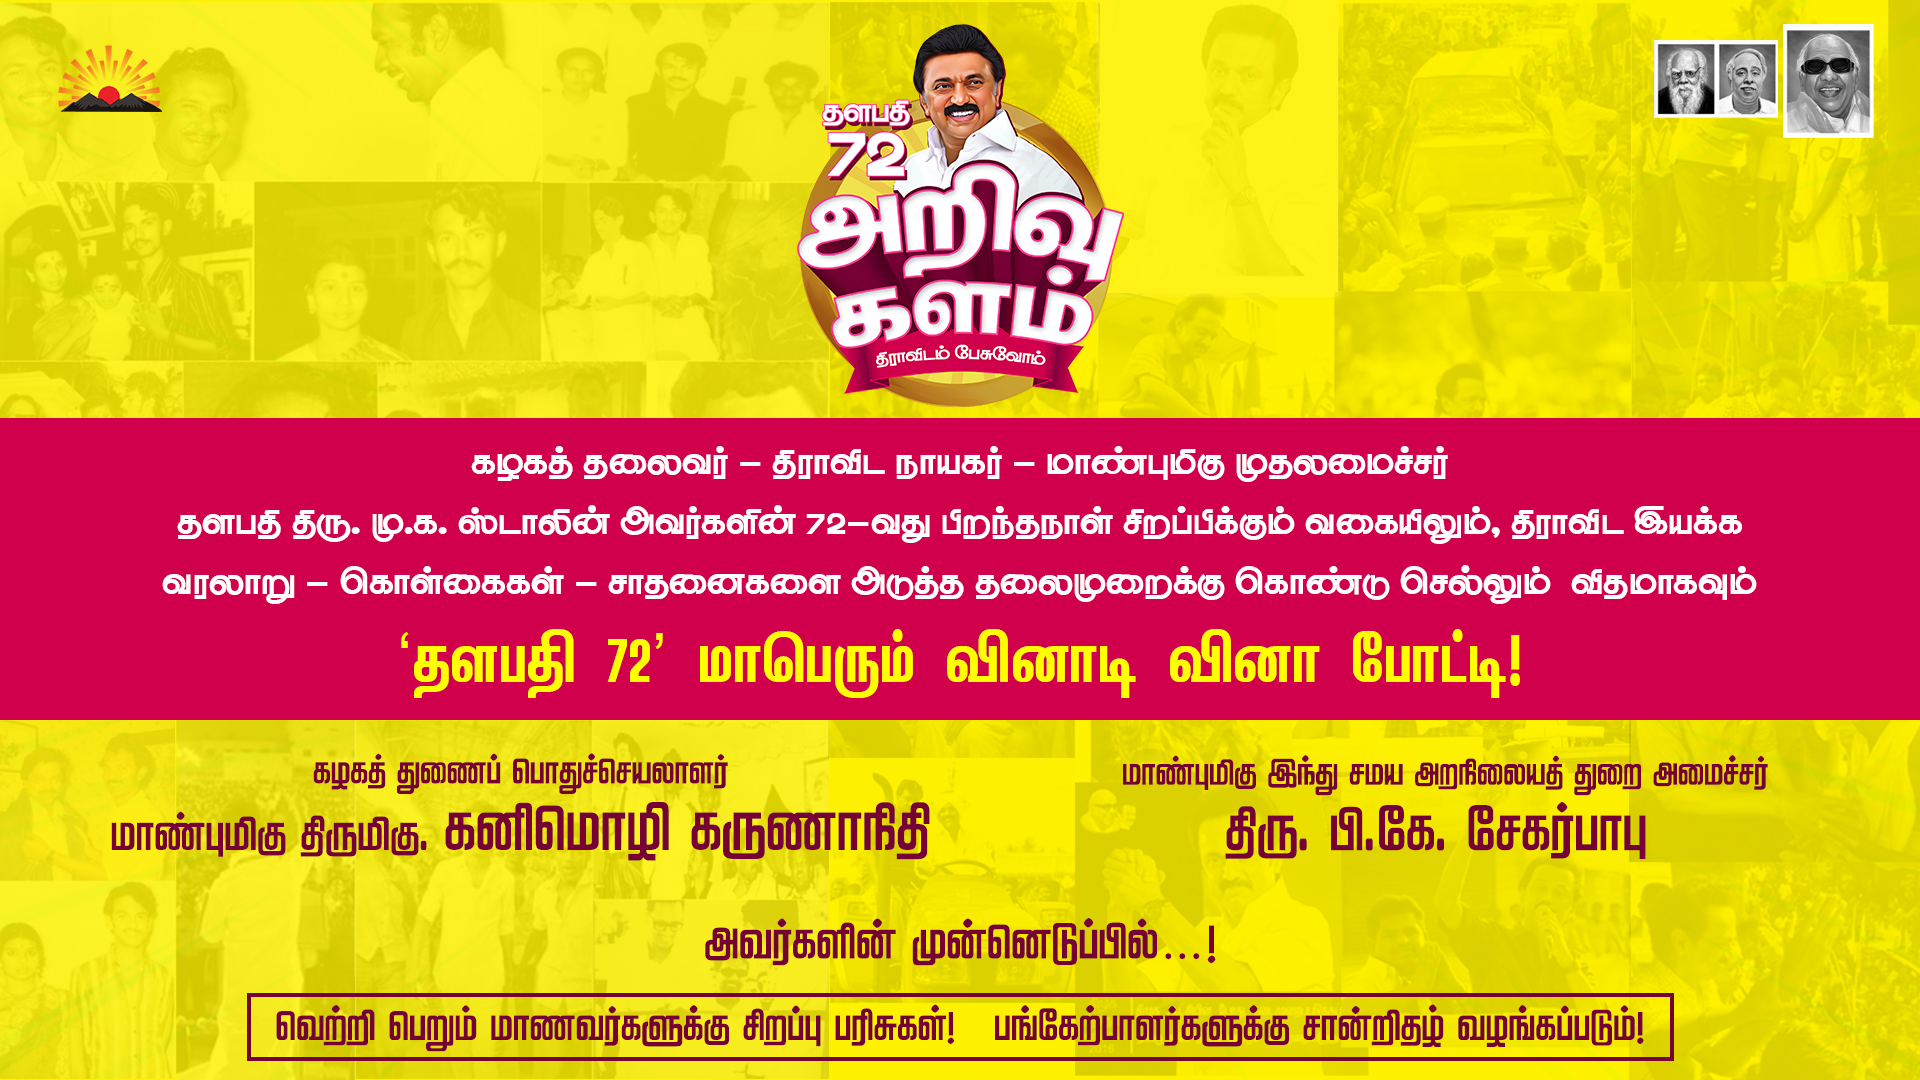 தளபதி
72
அறிவு
களம்
திராவிடம் பேசுவோம்
கழகத் தலைவர் – திராவிட நாயகர் – மாண்புமிகு முதலமைச்சர்
தளபதி திரு. மு.க. ஸ்டாலின் அவர்களின் 72–வது பிறந்தநாள் சிறப்பிக்கும் வகையிலும், திராவிட இயக்க
வரலாறு – கொள்கைகள் – சாதனைகளை அடுத்த தலைமுறைக்கு கொண்டு செல்லும் விதமாகவும்
‘தளபதி 72’ மாபெரும் வினாடி வினா போட்டி!
கழகத் துணைப் பொதுச்செயலாளர்
மாண்புமிகு திருமிகு. கனிமொழி கருணாநிதி
மாண்புமிகு இந்து சமய அறநிலையத் துறை அமைச்சர்
திரு. பி.கே. சேகர்பாபு
அவர்களின் முன்னெடுப்பில்...!
வெற்றி பெறும் மாணவர்களுக்கு சிறப்பு பரிசுகள்! பங்கேற்பாளர்களுக்கு சான்றிதழ் வழங்கப்படும்!